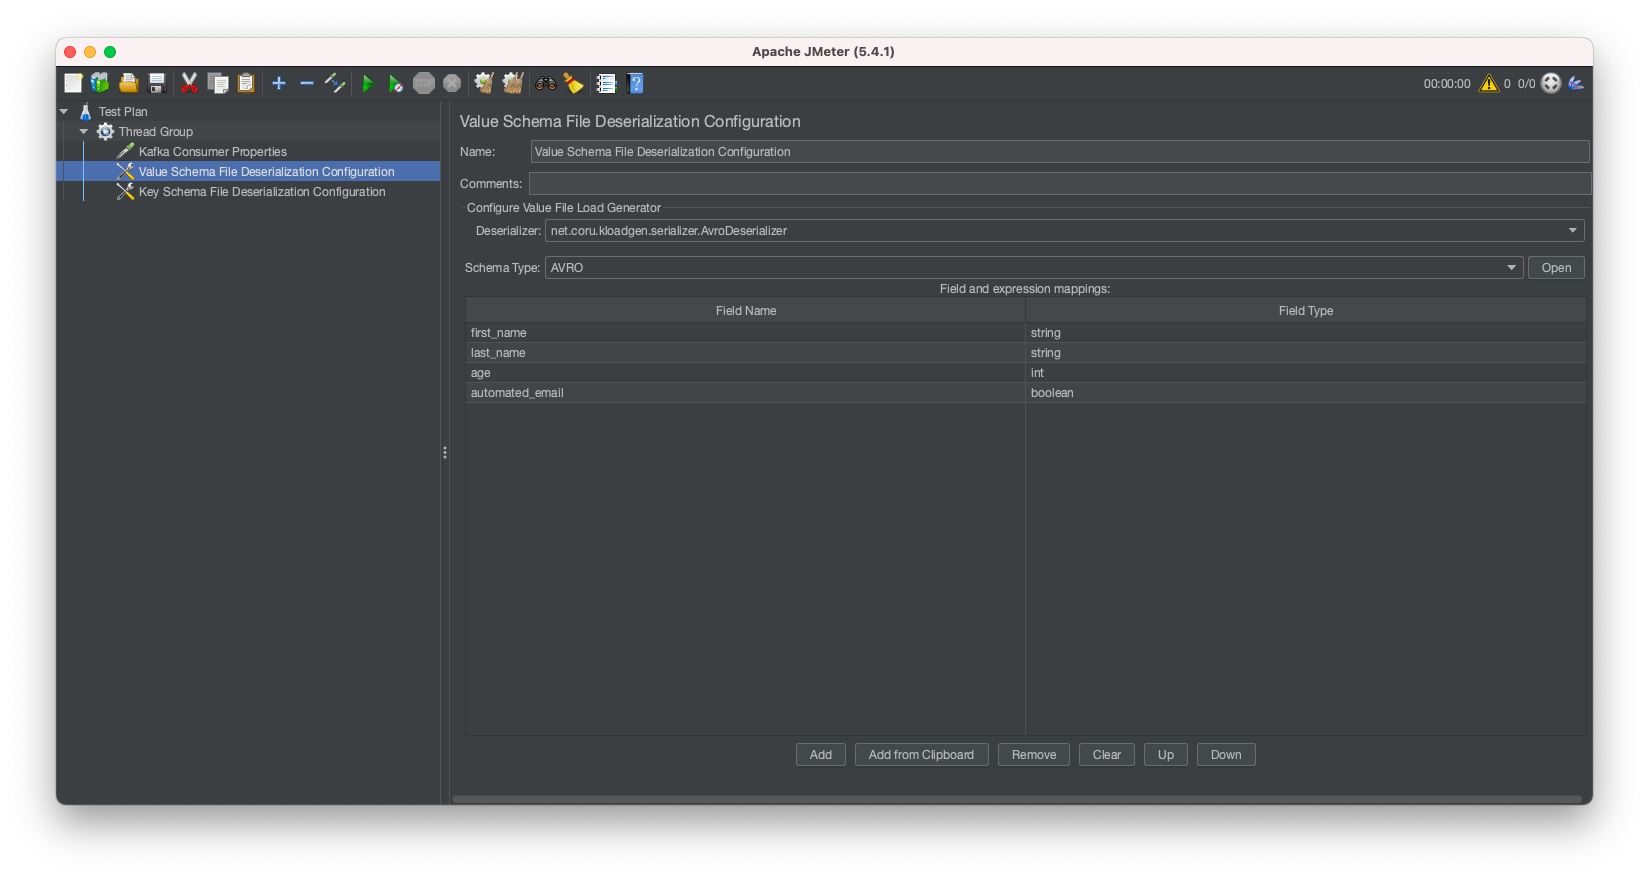 Apache JMeter (5.4.1)
STOP
00:00:00 0 0/0
Test Plan
Thread Group
Kafka Consumer Properties
Value Schema File Deserialization Configuration
Key Schema File Deserialization Configuration
Value Schema File Deserialization Configuration
Name: Value Schema File Deserialization Configuration
Comments:
Configure Value File Load Generator
Deserializer: net.coru.kloadgen.serializer.AvroDeserializer
Schema Type: AVRO Open
Field and expression mappings:
Field Name Field Type
first_name string
last_name string
age int
automated_email boolean
Add Add from Clipboard Remove Clear Up Down